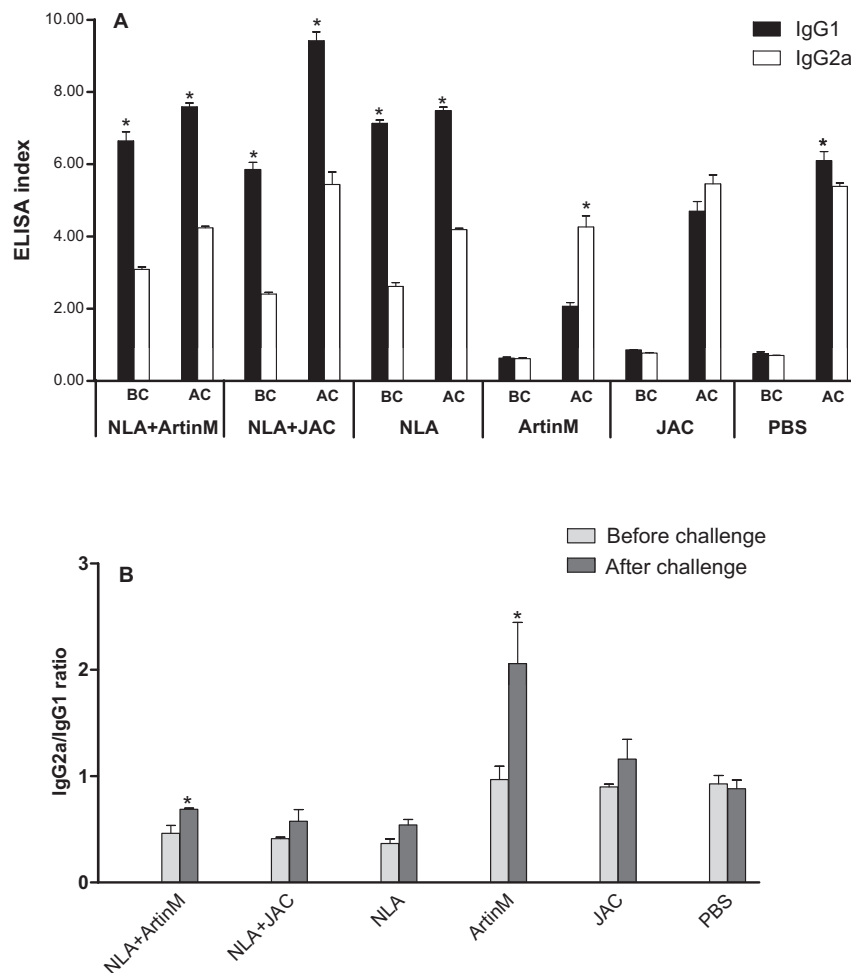 A
10.00
8.00
6.00
4.00
2.00
0.00
ELISA index
IgG1
IgG2a
* * * * * * * *
BC AC BC AC BC AC BC AC BC AC BC AC
NLA+ArtinM NLA+JAC NLA ArtinM JAC PBS
B
Before challenge
After challenge
3
2
1
0
IgG2a/IgG1 ratio
* *
NLA+ArtinM NLA+JAC NLA ArtinM JAC PBS